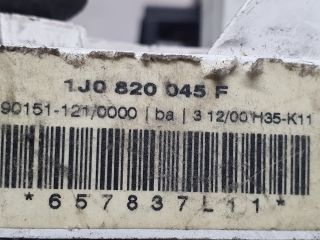 1J0 820 045 F
90151-121/0000 | ba | 3 12/00 H35-K11
*657837L11*